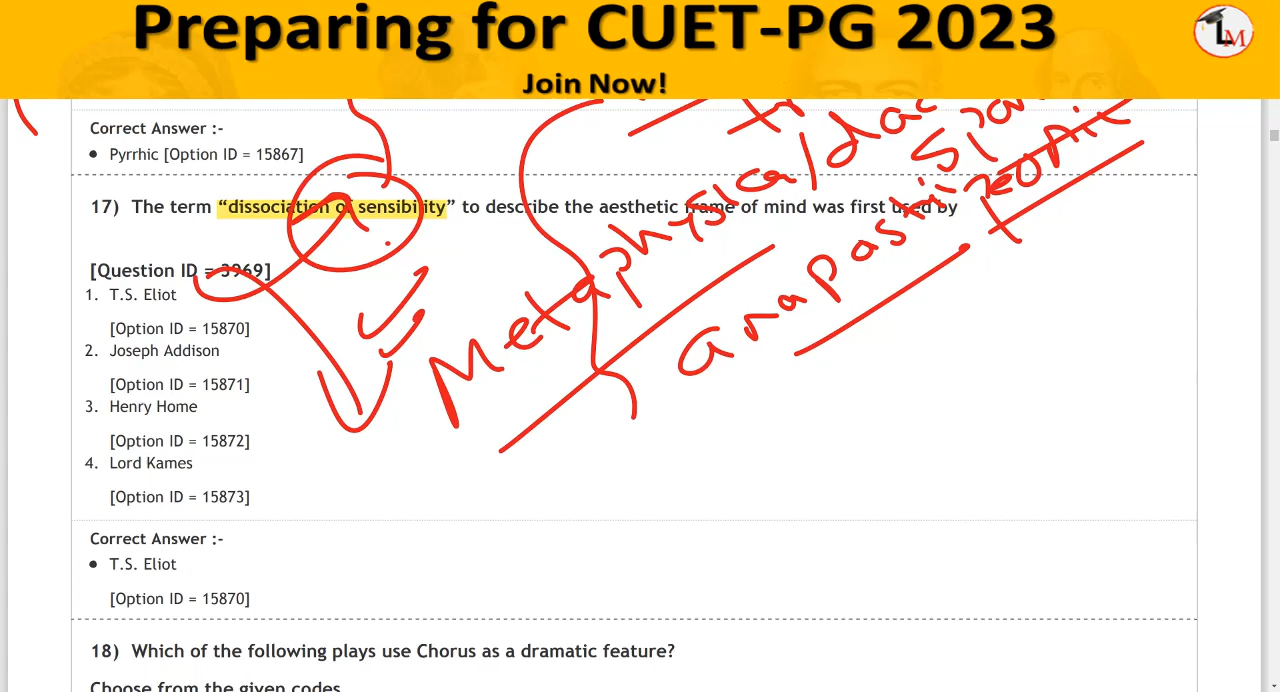 Preparing for CUET-PG 2023
Join Now!
LM
Correct Answer :-
• Pyrrhic [Option ID = 15867]
17) The term “dissociation of sensibility” to describe the aesthetic frame of mind was first used by
[Question ID = 3969]
1. T.S. Eliot
[Option ID = 15870]
2. Joseph Addison
[Option ID = 15871]
3. Henry Home
[Option ID = 15872]
4. Lord Kames
[Option ID = 15873]
Metaphysica/dac
Correct Answer :-
• T.S. Eliot
[Option ID = 15870]
18) Which of the following plays use Chorus as a dramatic feature?
Choose from the given codes